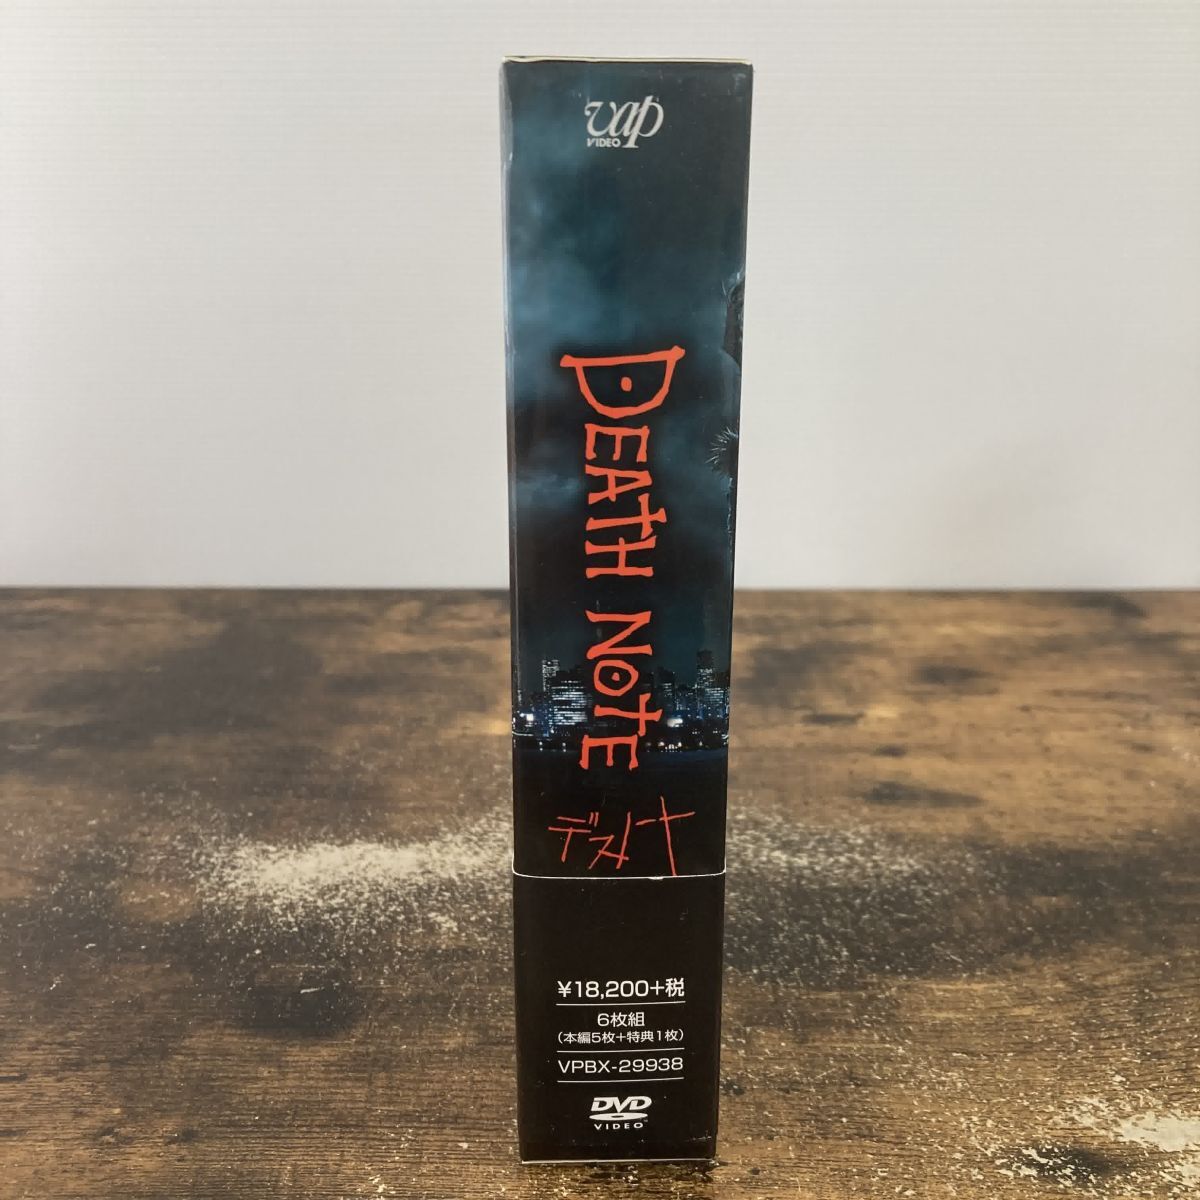 vap
VIDEO
DEATH NOTE
デスノート
¥18,200+税
6枚組
(本編5枚+特典1枚)
VPBX-29938
DVD
VIDEO